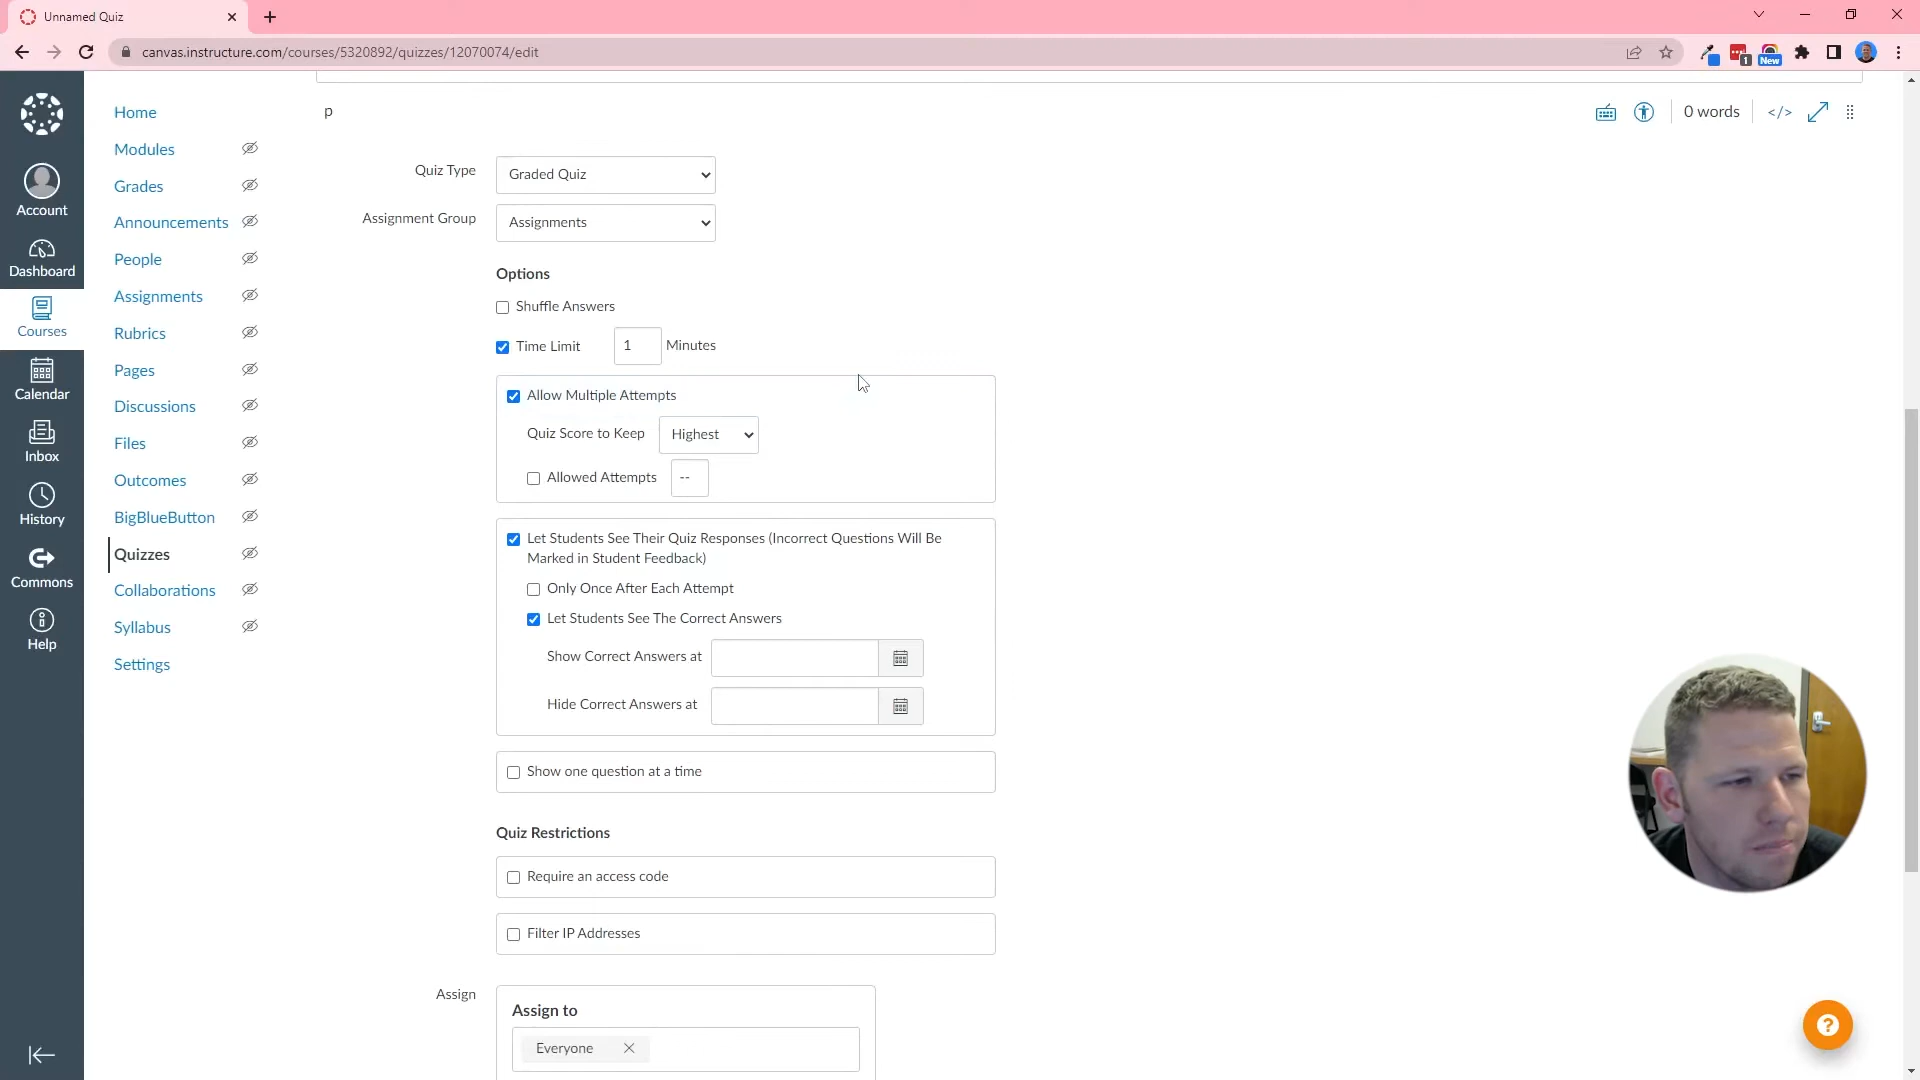 Unnamed Quiz
canvas.instructure.com/courses/5320892/quizzes/12070074/edit
1
New
Account
Dashboard
Courses
Calendar
Inbox
History
Commons
Help
Home
Modules
Grades
Announcements
People
Assignments
Rubrics
Pages
Discussions
Files
Outcomes
BigBlueButton
Quizzes
Collaborations
Syllabus
Settings
p
0 words
</>
Quiz Type
Graded Quiz
Assignment Group
Assignments
Options
Shuffle Answers
Time Limit 1 Minutes
Allow Multiple Attempts
Quiz Score to Keep Highest
Allowed Attempts --
Let Students See Their Quiz Responses (Incorrect Questions Will Be
Marked in Student Feedback)
Only Once After Each Attempt
Let Students See The Correct Answers
Show Correct Answers at
Hide Correct Answers at
Show one question at a time
Quiz Restrictions
Require an access code
Filter IP Addresses
Assign
Assign to
Everyone
?